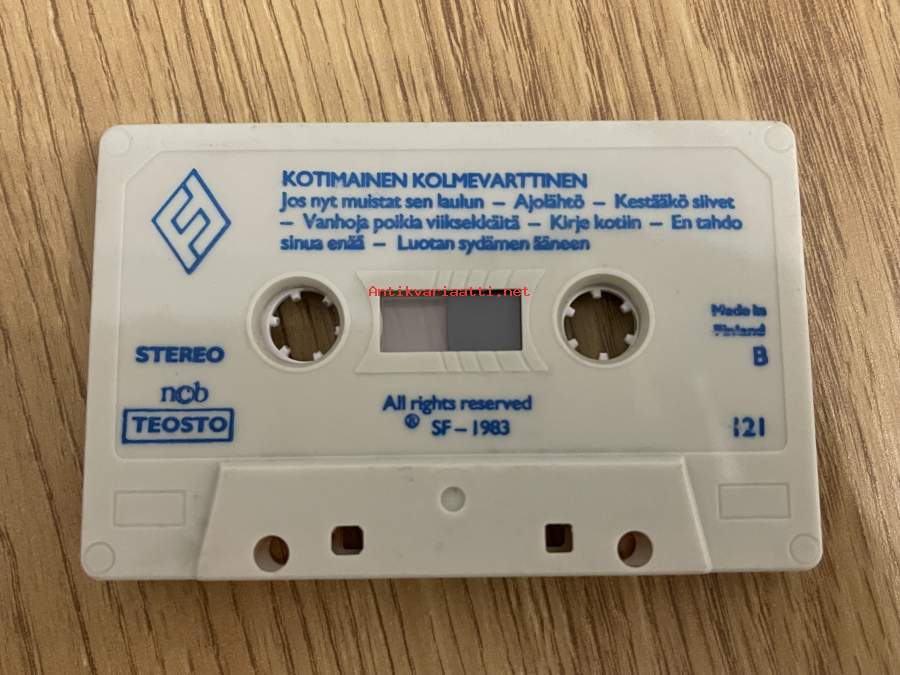 KOTIMAINEN KOLMEVARTTINEN
Jos nyt muistat sen laulun – Ajolähtö – Kestääkö siivet
– Vanhoja poikia viiksekkäitä – Kirje kotiin – En tahdo
sinua enää – Luotan sydämen ääneen
Antikvariaatti.net
Made in
Finland
STEREO
B
ncb
TEOSTO
All rights reserved
® SF – 1983
121